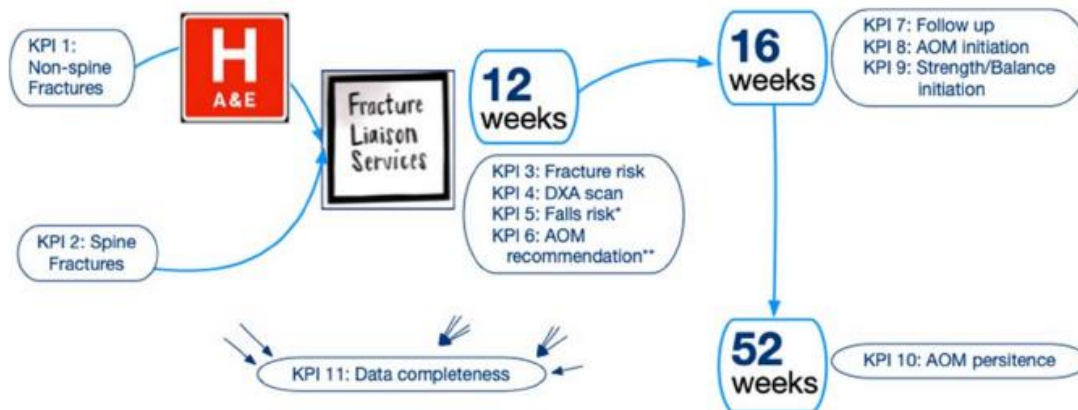 KPI 1:
Non-spine
Fractures
H
A&E
Fracture
Liaison
Services
KPI 2: Spine
Fractures
12
weeks
KPI 3: Fracture risk
KPI 4: DXA scan
KPI 5: Falls risk*
KPI 6: AOM
recommendation**
16
weeks
KPI 7: Follow up
KPI 8: AOM initiation
KPI 9: Strength/Balance
initiation
52
weeks
KPI 10: AOM persitence
KPI 11: Data completeness